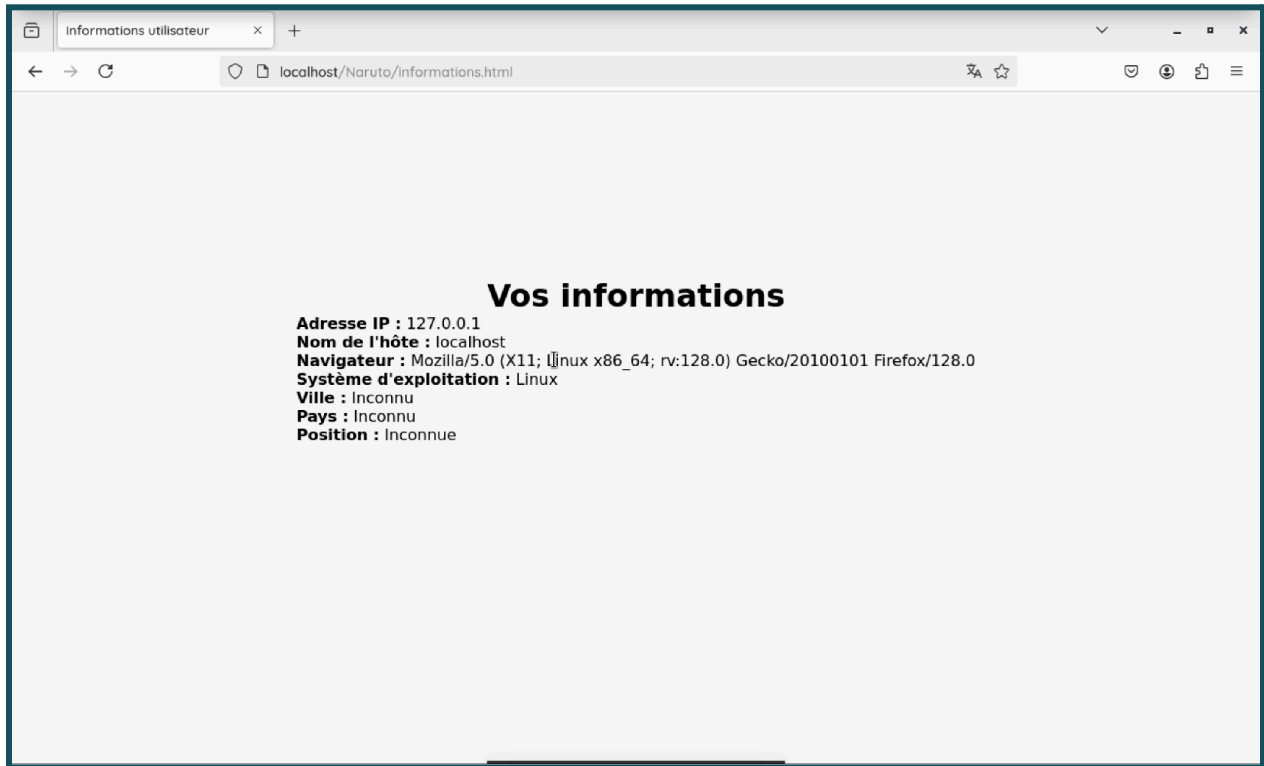 Informations utilisateur
localhost/Naruto/informations.html
Vos informations
Adresse IP : 127.0.0.1
Nom de l'hôte : localhost
Navigateur : Mozilla/5.0 (X11; Linux x86_64; rv:128.0) Gecko/20100101 Firefox/128.0
Système d'exploitation : Linux
Ville : Inconnu
Pays : Inconnu
Position : Inconnue